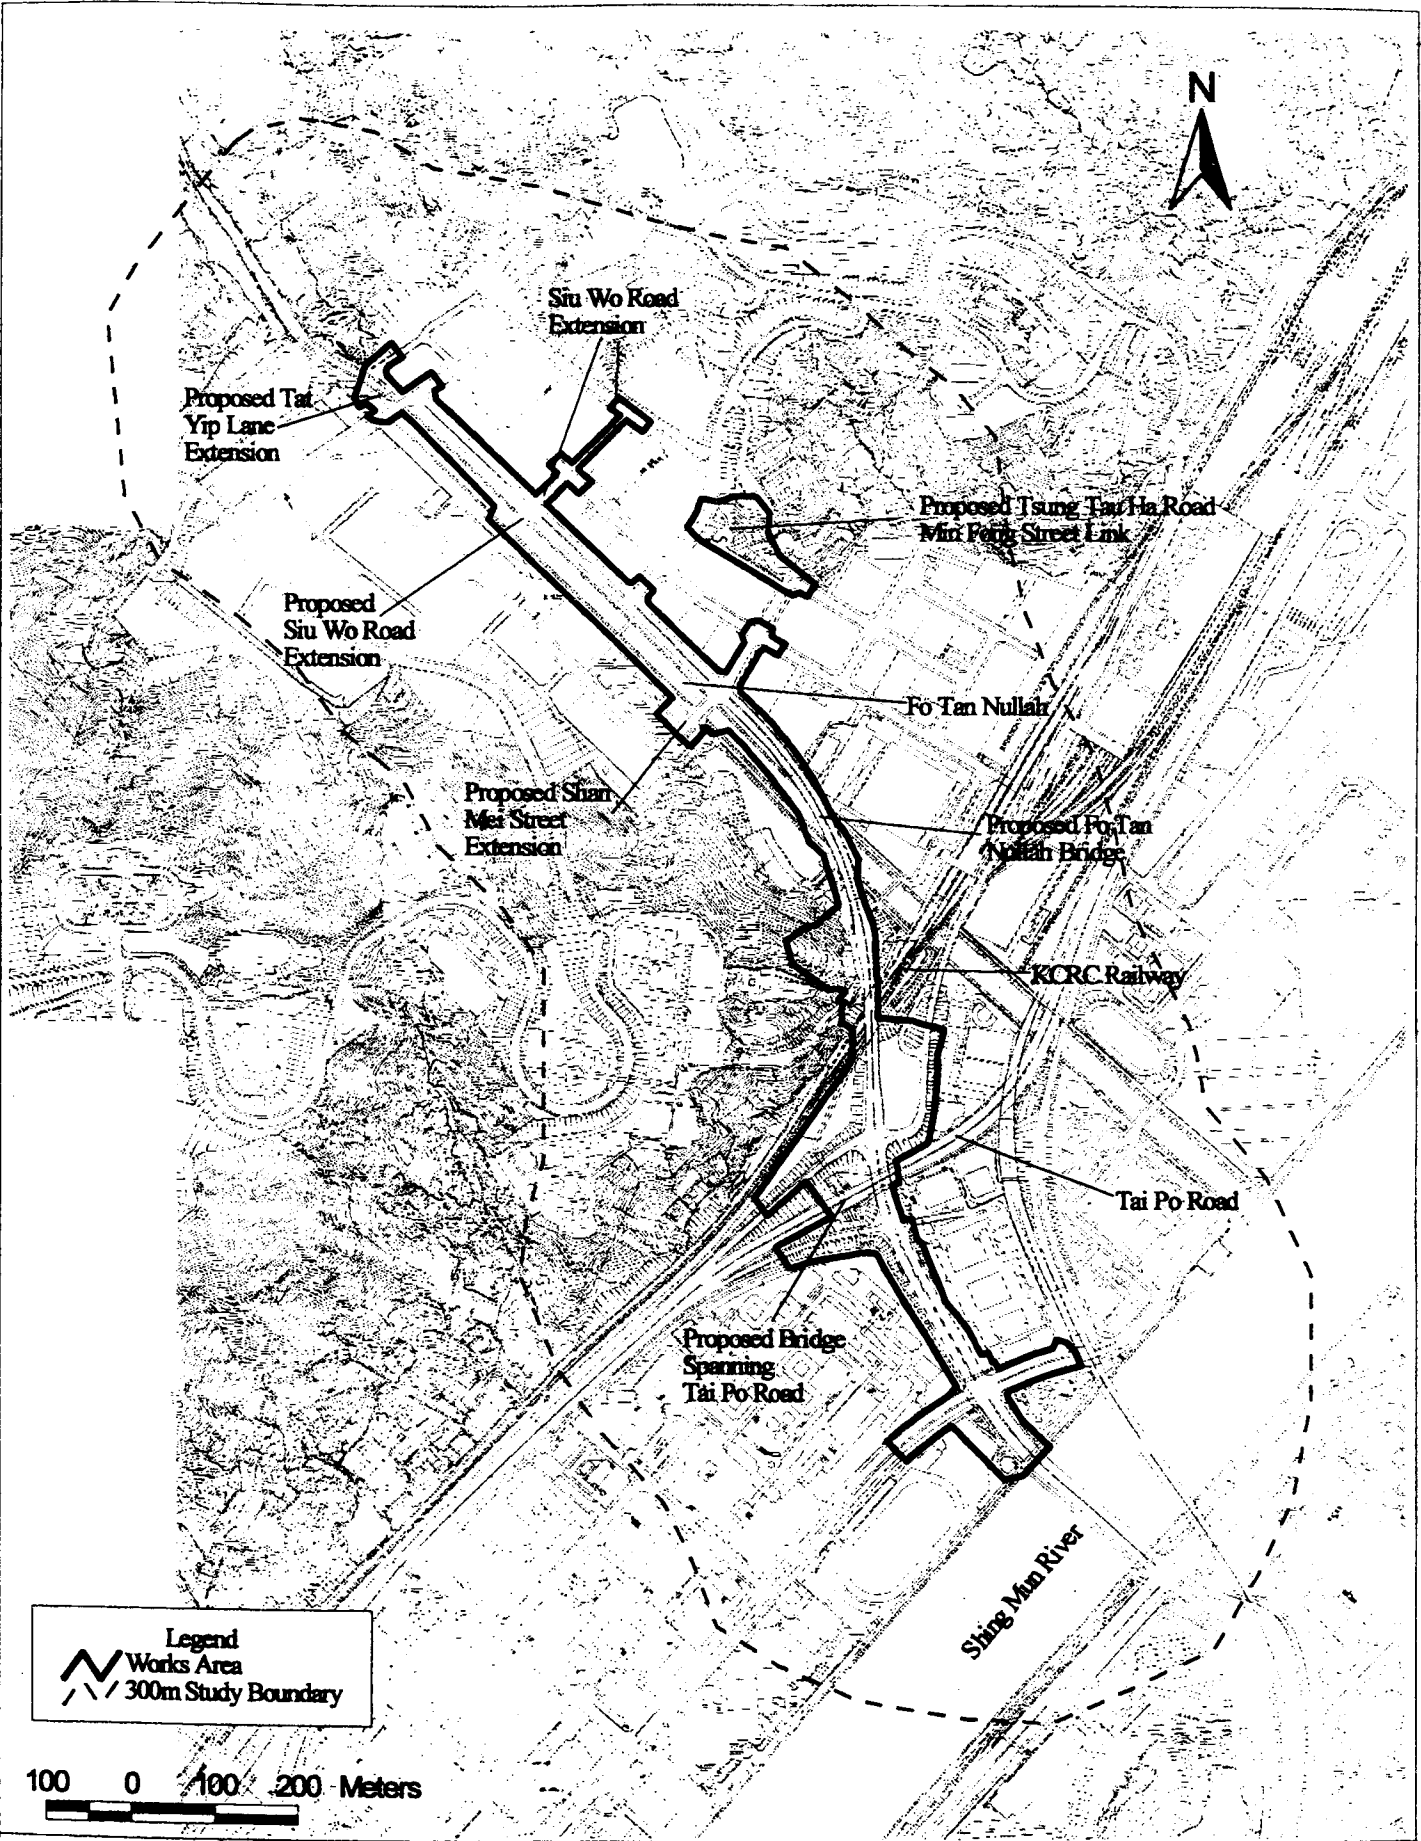 N
Siu Wo Road
Extension
Proposed Tai
Yip Lane
Extension
Proposed Tsung Tau Ha Road
Min Fong Street Link
Proposed
Siu Wo Road
Extension
Fo Tan Nullah
Proposed Shan
Mei Street
Extension
Proposed Fo Tan
Nullah Bridge
KCRC Railway
Tai Po Road
Proposed Bridge
Spanning
Tai Po Road
Shing Mun River
Legend
Works Area
300m Study Boundary
100 0 100 200 Meters